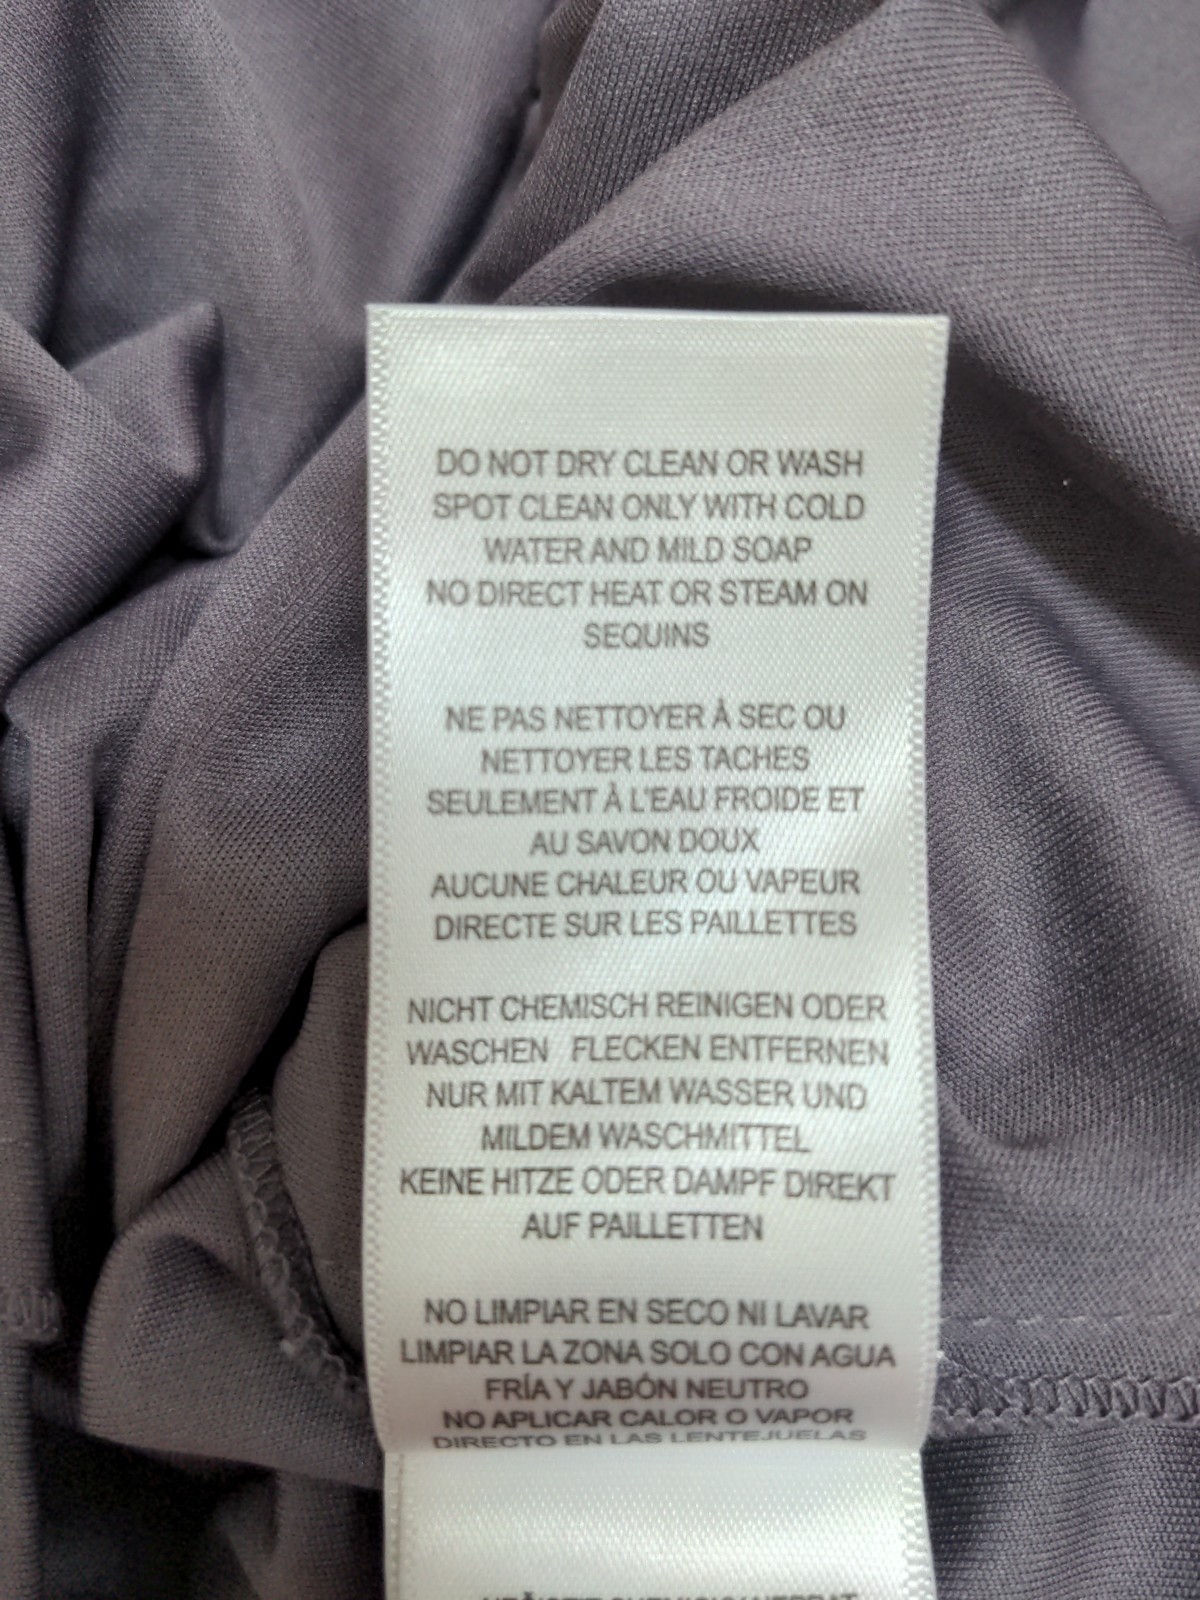 DO NOT DRY CLEAN OR WASH
SPOT CLEAN ONLY WITH COLD
WATER AND MILD SOAP
NO DIRECT HEAT OR STEAM ON
SEQUINS
NE PAS NETTOYER À SEC OU
NETTOYER LES TACHES
SEULEMENT À L'EAU FROIDE ET
AU SAVON DOUX
AUCUNE CHALEUR OU VAPEUR
DIRECTE SUR LES PAILLETTES
NICHT CHEMISCH REINIGEN ODER
WASCHEN FLECKEN ENTFERNEN
NUR MIT KALTEM WASSER UND
MILDEM WASCHMITTEL
KEINE HITZE ODER DAMPF DIREKT
AUF PAILLETTEN
NO LIMPIAR EN SECO NI LAVAR
LIMPIAR LA ZONA SOLO CON AGUA
FRÍA Y JABÓN NEUTRO
NO APLICAR CALOR O VAPOR
DIRECTO EN LAS LENTEJUELAS